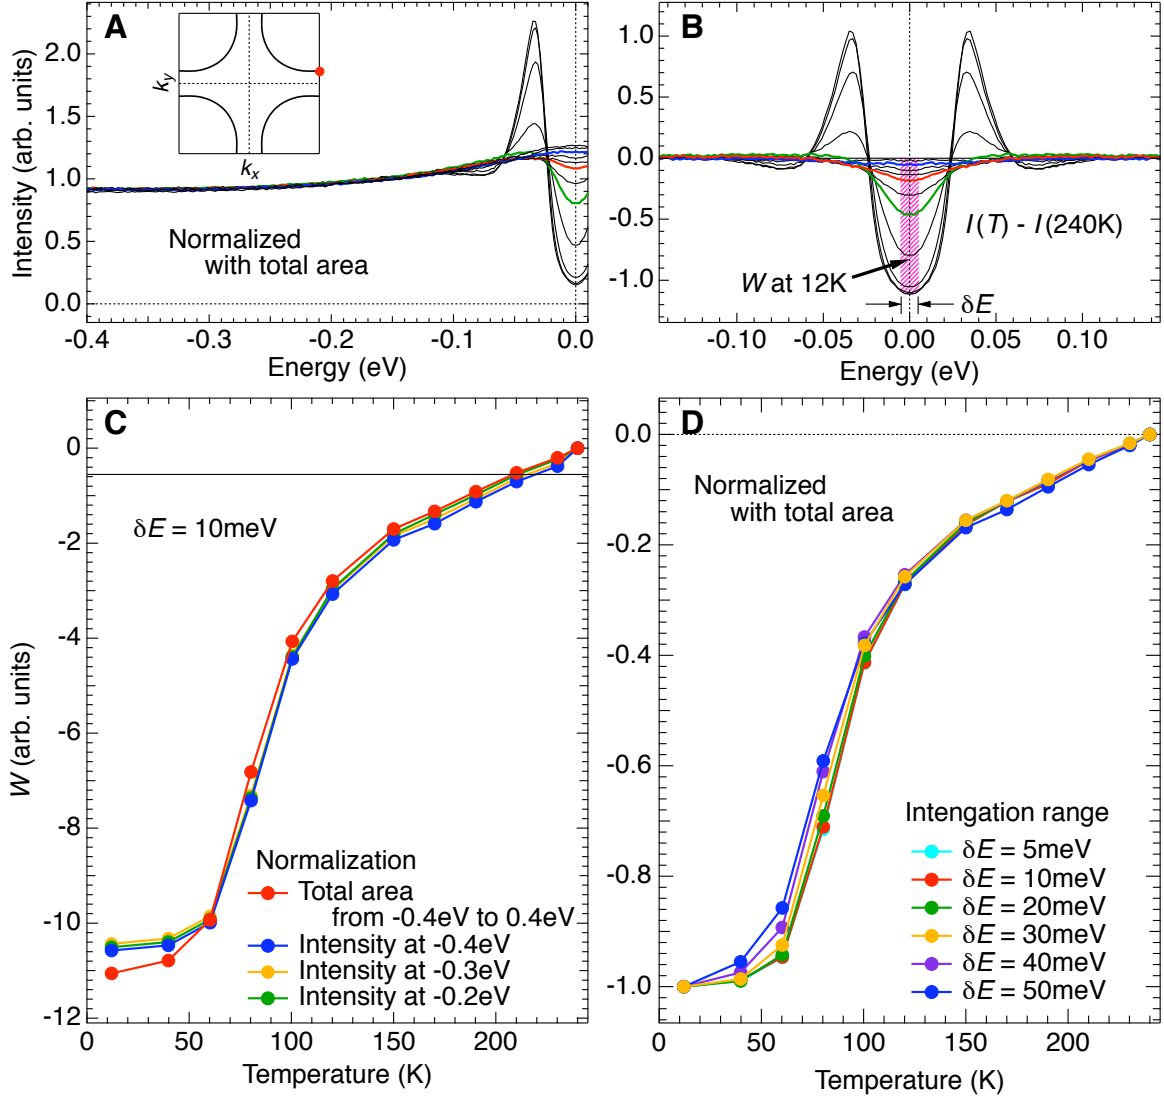 A
Intensity (arb. units)
2.0
1.5
1.0
0.5
0.0
k_y
k_x
Normalized
with total area
-0.4
-0.3
-0.2
-0.1
0.0
Energy (eV)
B
1.0
0.5
0.0
-0.5
-1.0
I(T) - I(240K)
W at 12K
δE
-0.10
-0.05
0.00
0.05
0.10
Energy (eV)
C
W (arb. units)
0
-2
-4
-6
-8
-10
-12
δE = 10meV
Normalization
Total area
from -0.4eV to 0.4eV
Intensity at -0.4eV
Intensity at -0.3eV
Intensity at -0.2eV
0
50
100
150
200
Temperature (K)
D
0.0
-0.2
-0.4
-0.6
-0.8
-1.0
Normalized
with total area
Intengation range
δE = 5meV
δE = 10meV
δE = 20meV
δE = 30meV
δE = 40meV
δE = 50meV
0
50
100
150
200
Temperature (K)